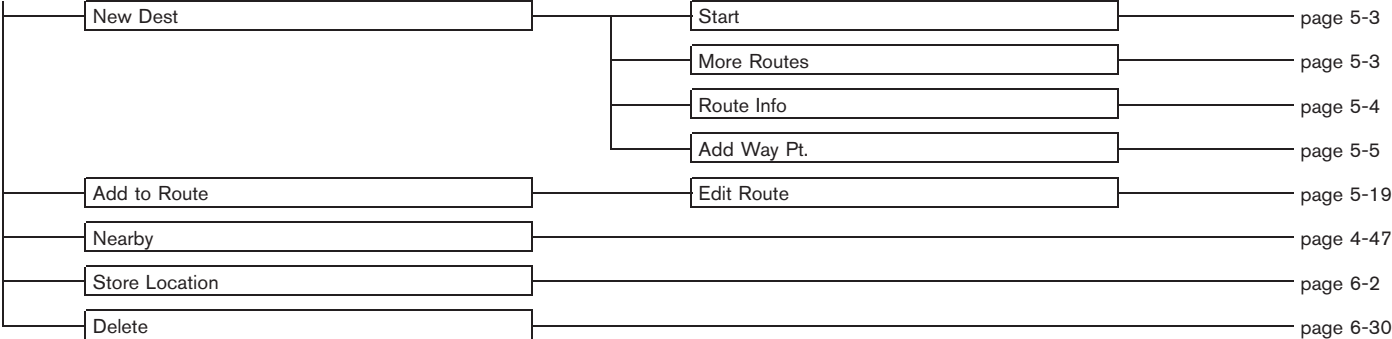 New Dest Start page 5-3
More Routes page 5-3
Route Info page 5-4
Add Way Pt. page 5-5
Add to Route Edit Route page 5-19
Nearby page 4-47
Store Location page 6-2
Delete page 6-30